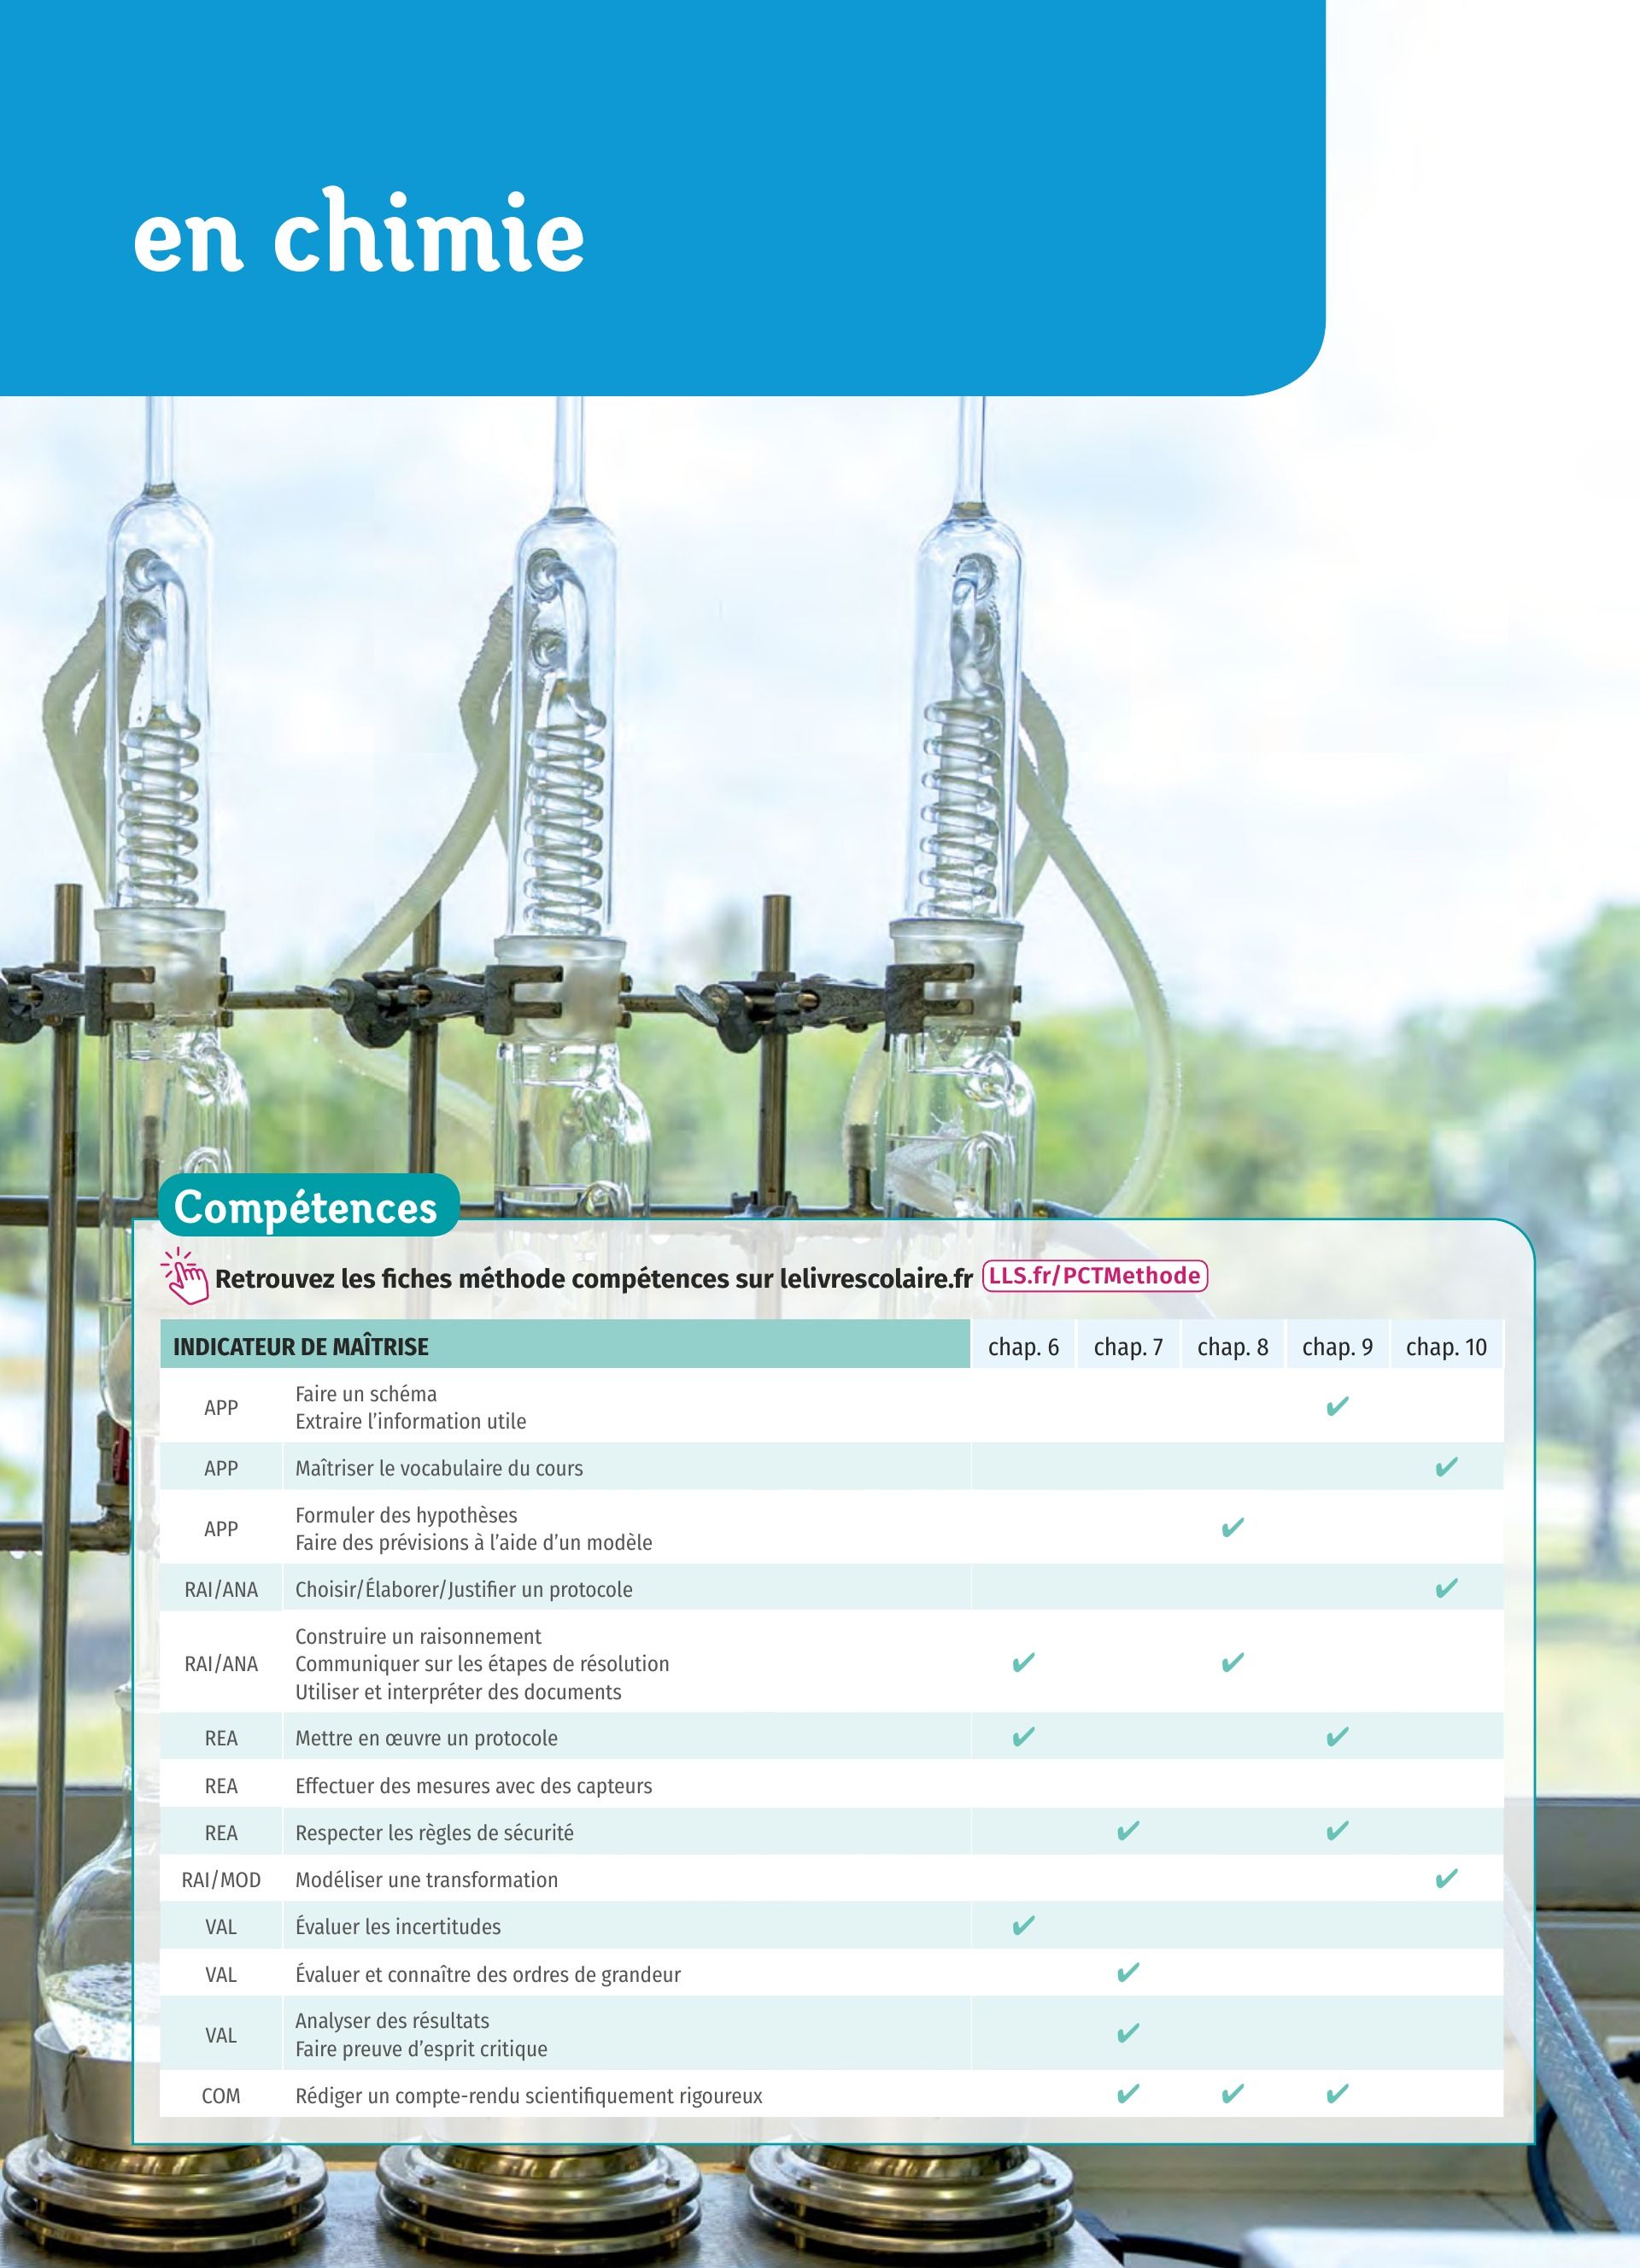 en chimie
Compétences
Retrouvez les fiches méthode compétences sur lelivrescolaire.fr LLS.fr/PCTMethode
INDICATEUR DE MAÎTRISE chap. 6 chap. 7 chap. 8 chap. 9 chap. 10
APP Faire un schéma
Extraire l’information utile ✔
APP Maîtriser le vocabulaire du cours ✔
APP Formuler des hypothèses
Faire des prévisions à l’aide d’un modèle ✔
RAI/ANA Choisir/Élaborer/Justifier un protocole ✔
Construire un raisonnement
RAI/ANA Communiquer sur les étapes de résolution ✔ ✔
Utiliser et interpréter des documents
REA Mettre en œuvre un protocole ✔ ✔
REA Effectuer des mesures avec des capteurs
REA Respecter les règles de sécurité ✔ ✔
RAI/MOD Modéliser une transformation ✔
VAL Évaluer les incertitudes ✔
VAL Évaluer et connaître des ordres de grandeur ✔
VAL Analyser des résultats
Faire preuve d’esprit critique ✔
COM Rédiger un compte-rendu scientifiquement rigoureux ✔ ✔ ✔